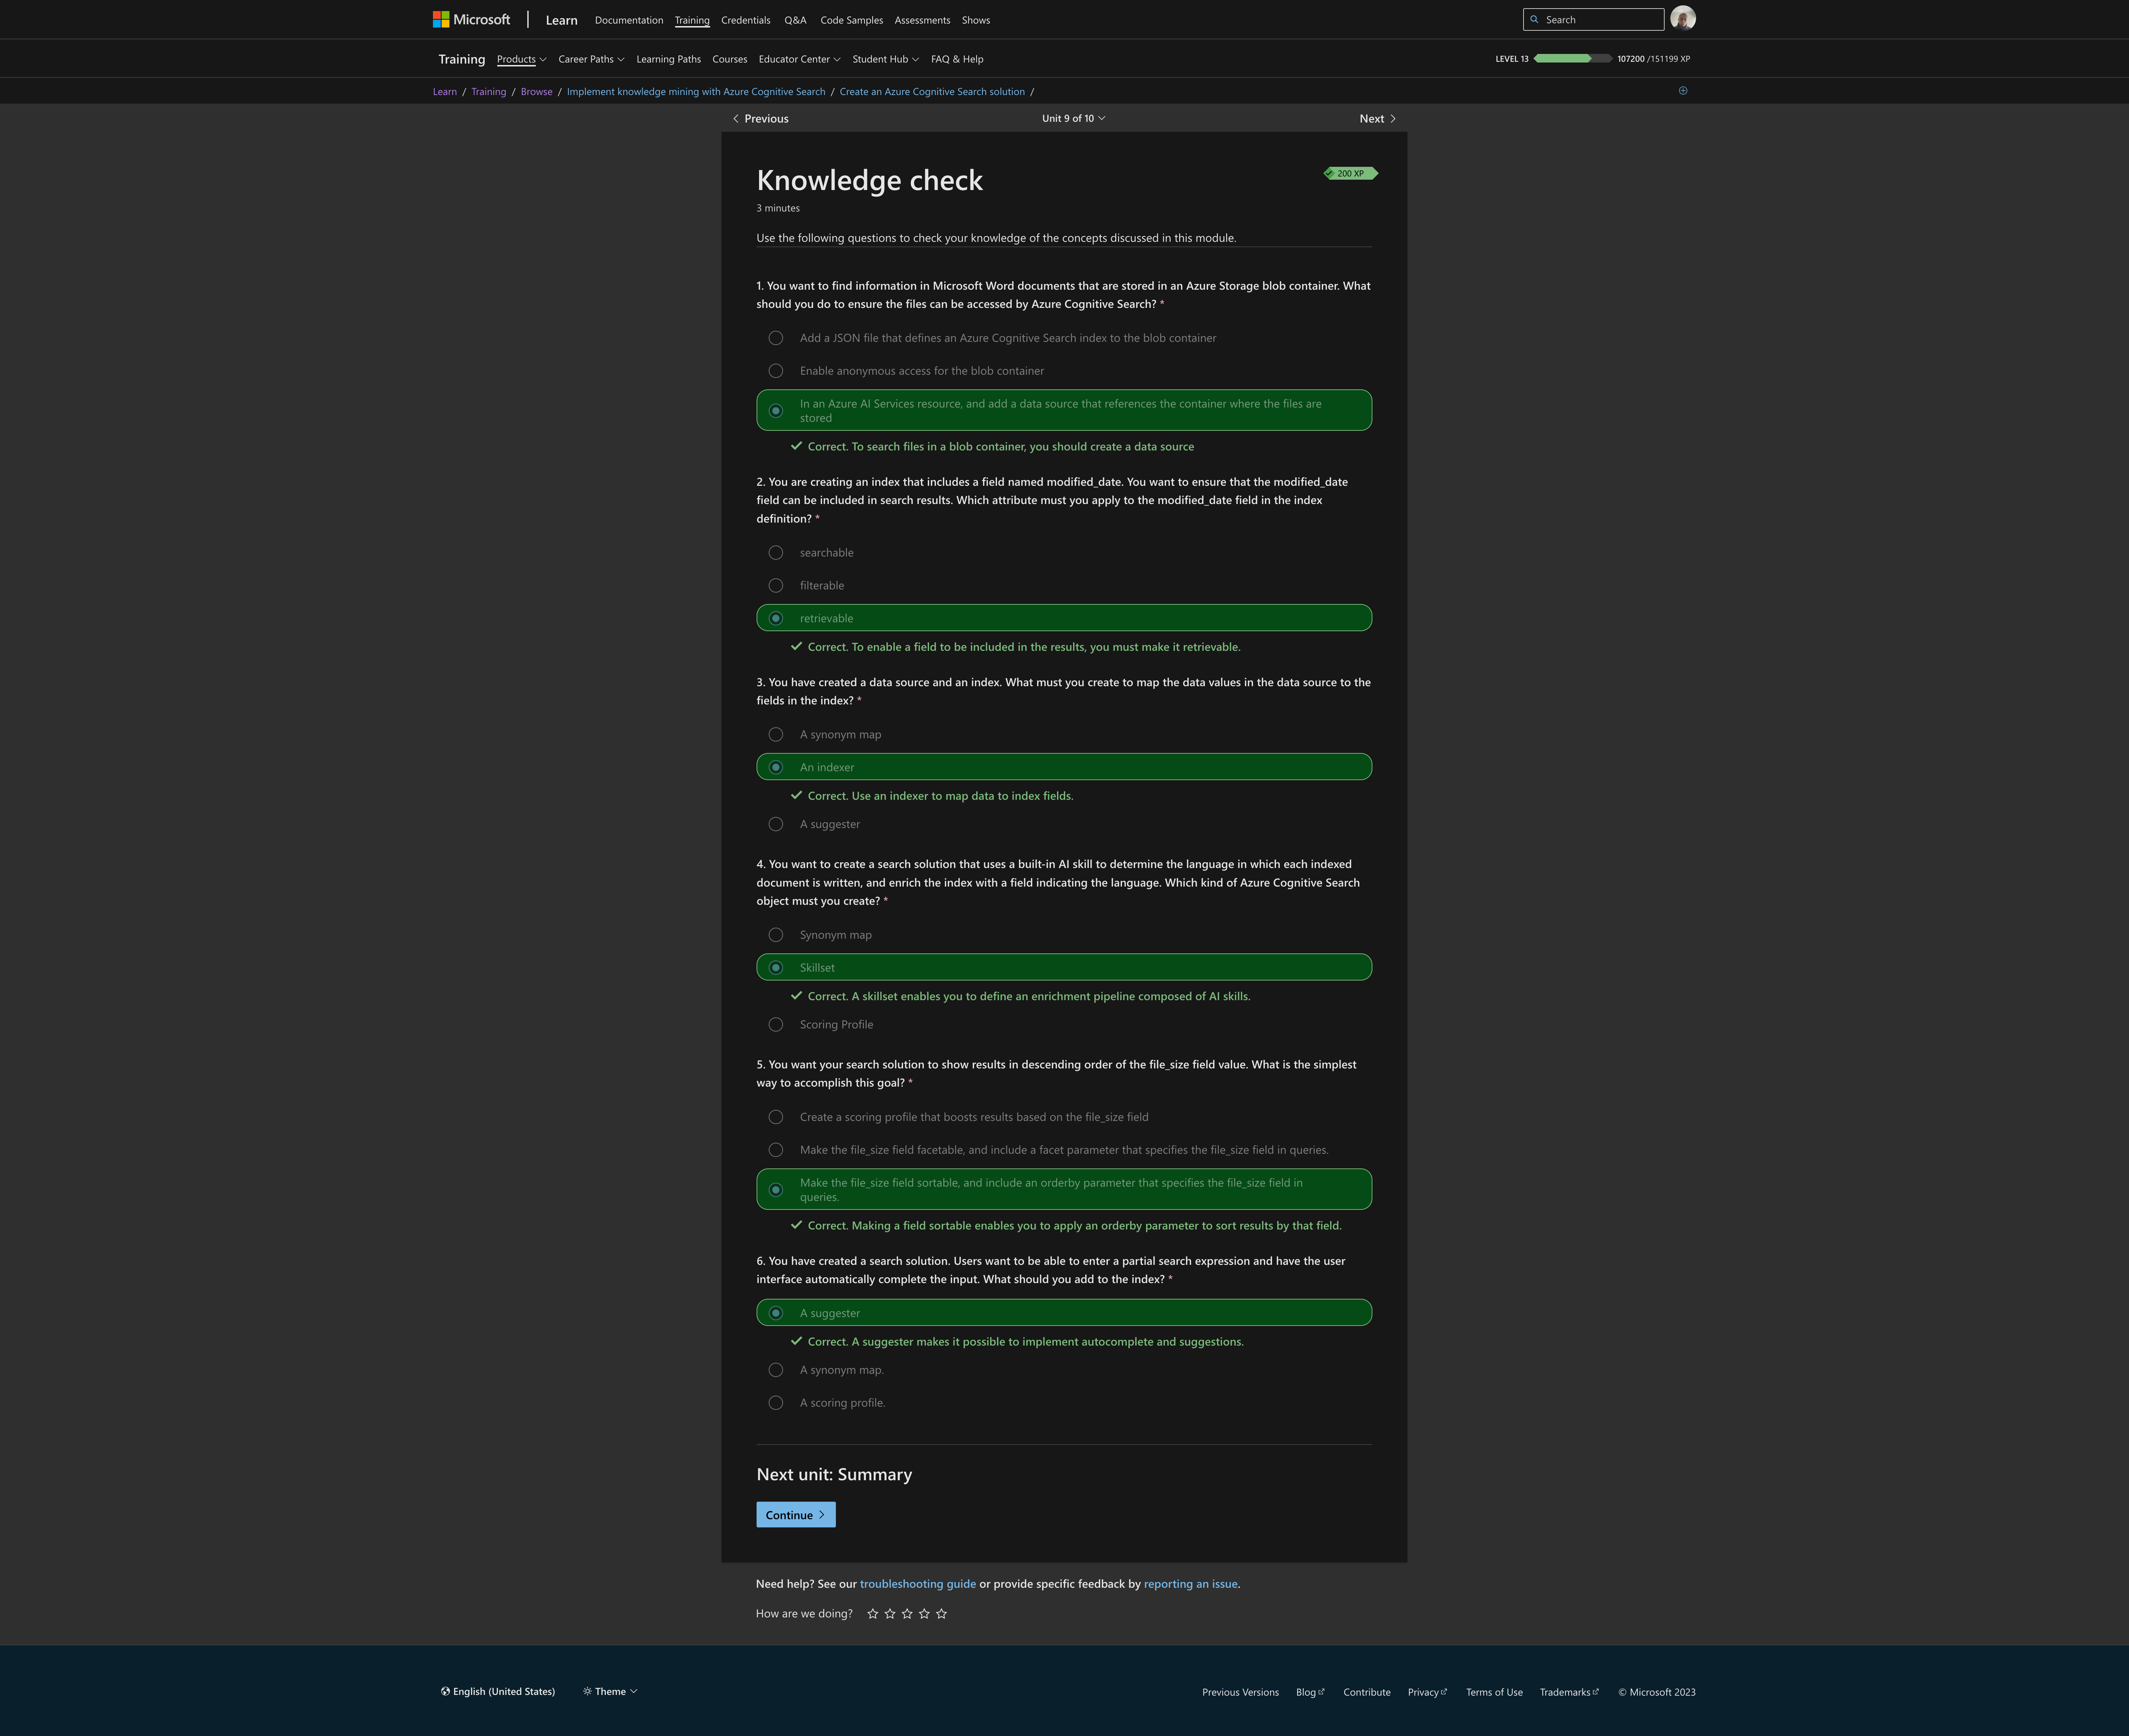 Microsoft
Learn
Documentation
Training
Credentials
Q&A
Code Samples
Assessments
Shows
Search
Training
Products
Career Paths
Learning Paths
Courses
Educator Center
Student Hub
FAQ & Help
LEVEL 13
107200 /151199 XP
Learn / Training / Browse / Implement knowledge mining with Azure Cognitive Search / Create an Azure Cognitive Search solution /
Previous
Unit 9 of 10
Next
Knowledge check
200 XP
3 minutes
Use the following questions to check your knowledge of the concepts discussed in this module.
1. You want to find information in Microsoft Word documents that are stored in an Azure Storage blob container. What
should you do to ensure the files can be accessed by Azure Cognitive Search? *
Add a JSON file that defines an Azure Cognitive Search index to the blob container
Enable anonymous access for the blob container
In an Azure AI Services resource, and add a data source that references the container where the files are
stored
Correct. To search files in a blob container, you should create a data source
2. You are creating an index that includes a field named modified_date. You want to ensure that the modified_date
field can be included in search results. Which attribute must you apply to the modified_date field in the index
definition? *
searchable
filterable
retrievable
Correct. To enable a field to be included in the results, you must make it retrievable.
3. You have created a data source and an index. What must you create to map the data values in the data source to the
fields in the index? *
A synonym map
An indexer
Correct. Use an indexer to map data to index fields.
A suggester
4. You want to create a search solution that uses a built-in AI skill to determine the language in which each indexed
document is written, and enrich the index with a field indicating the language. Which kind of Azure Cognitive Search
object must you create? *
Synonym map
Skillset
Correct. A skillset enables you to define an enrichment pipeline composed of AI skills.
Scoring Profile
5. You want your search solution to show results in descending order of the file_size field value. What is the simplest
way to accomplish this goal? *
Create a scoring profile that boosts results based on the file_size field
Make the file_size field facetable, and include a facet parameter that specifies the file_size field in queries.
Make the file_size field sortable, and include an orderby parameter that specifies the file_size field in
queries.
Correct. Making a field sortable enables you to apply an orderby parameter to sort results by that field.
6. You have created a search solution. Users want to be able to enter a partial search expression and have the user
interface automatically complete the input. What should you add to the index? *
A suggester
Correct. A suggester makes it possible to implement autocomplete and suggestions.
A synonym map.
A scoring profile.
Next unit: Summary
Continue
Need help? See our troubleshooting guide or provide specific feedback by reporting an issue.
How are we doing?
English (United States)
Theme
Previous Versions
Blog
Contribute
Privacy
Terms of Use
Trademarks
© Microsoft 2023